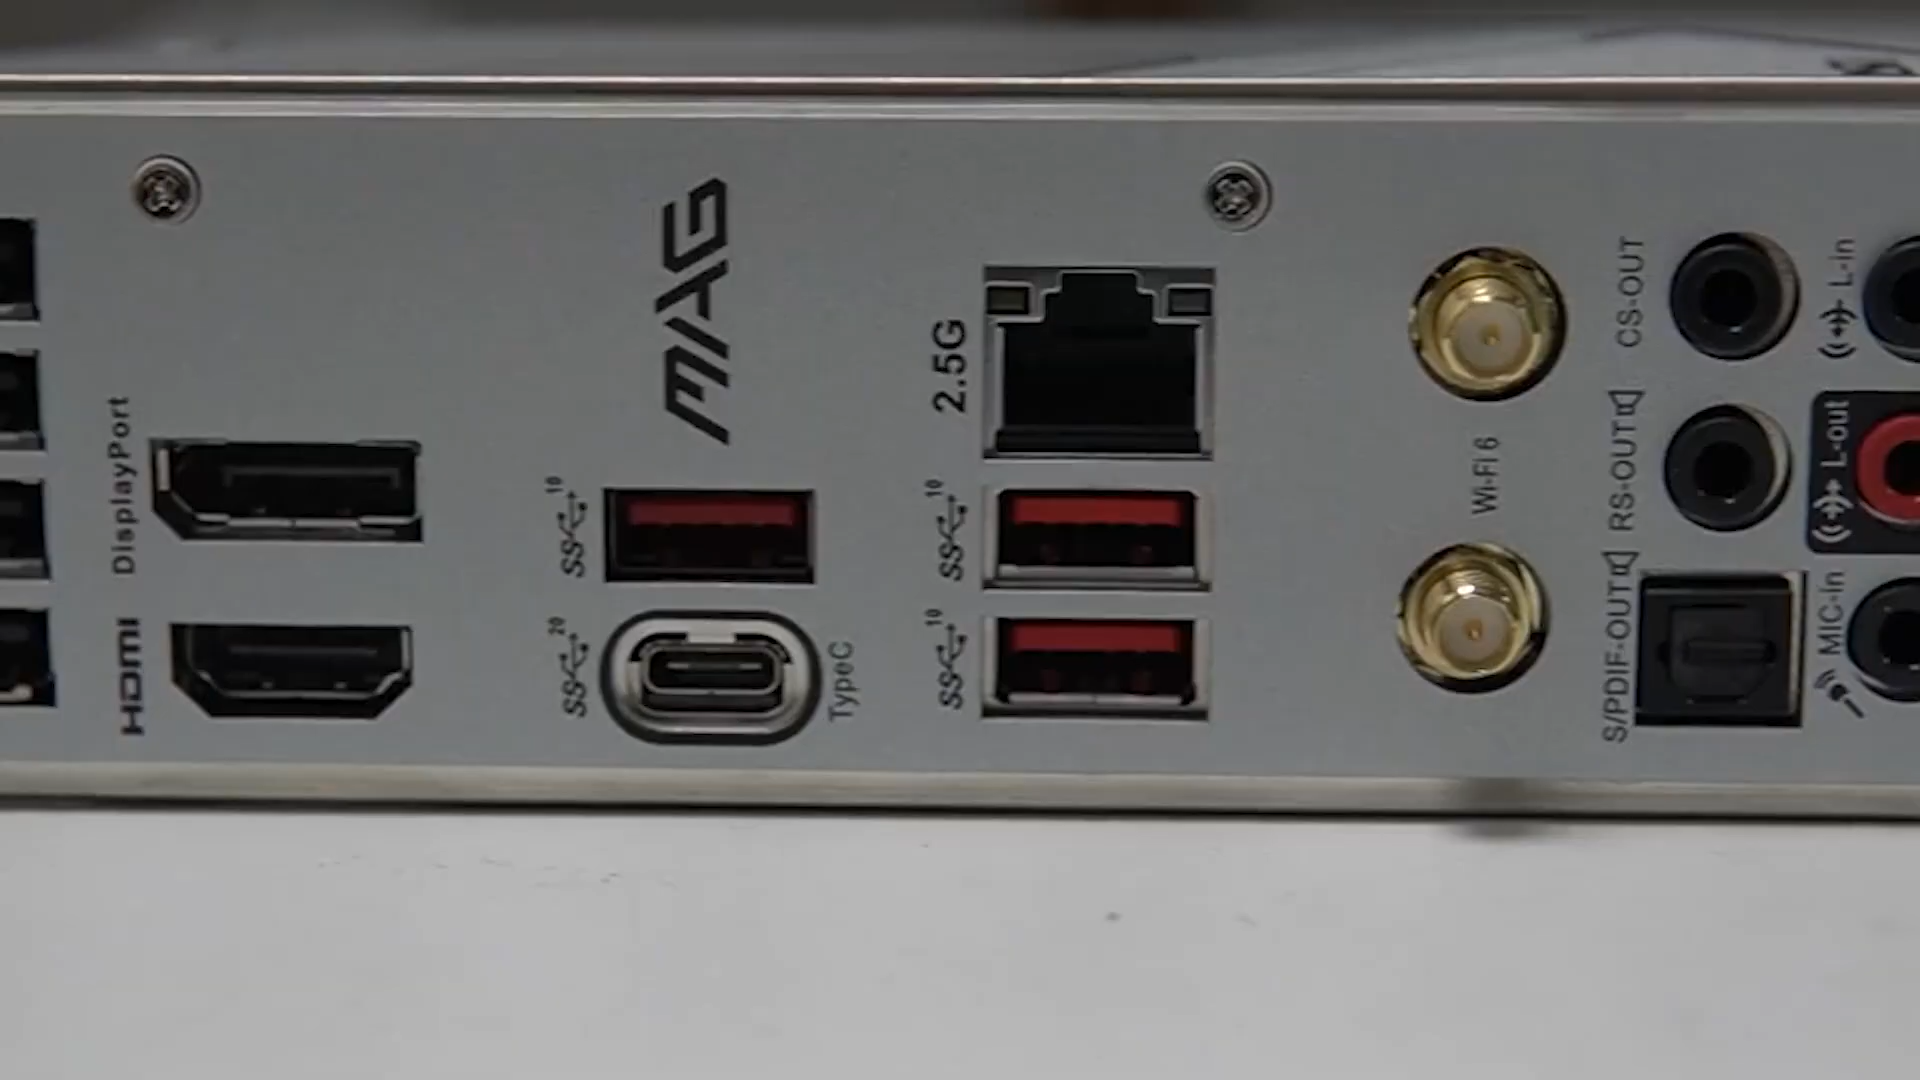 DisplayPort
HDMI
MAG
SS 10
SS 20
TypeC
2.5G
SS 10
SS 10
Wi-Fi 6
CS-OUT
RS-OUT
S/PDIF-OUT
L-in
L-out
MIC-in